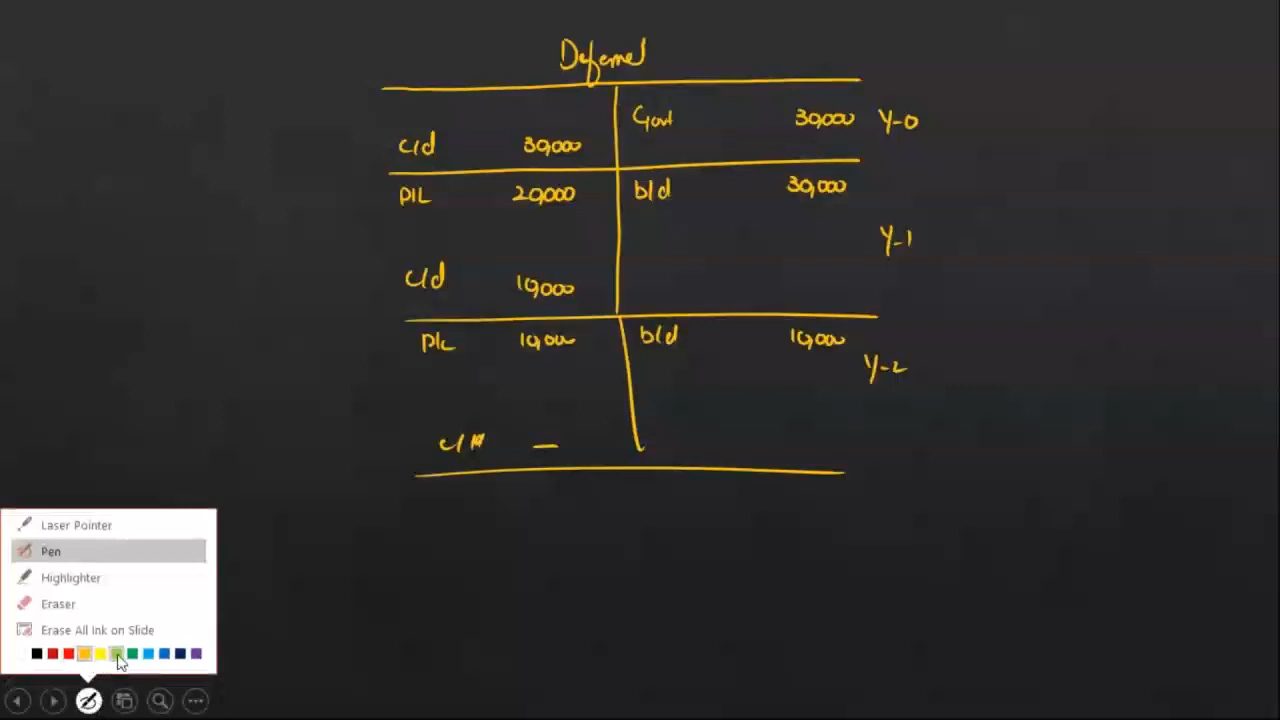 Deferred
Govt 30,000 Y-0
c/d 30,000
P/L 20,000 b/d 30,000
Y-1
c/d 10,000
P/L 10,000 b/d 10,000
Y-2
c/d —
Laser Pointer
Pen
Highlighter
Eraser
Erase All Ink on Slide